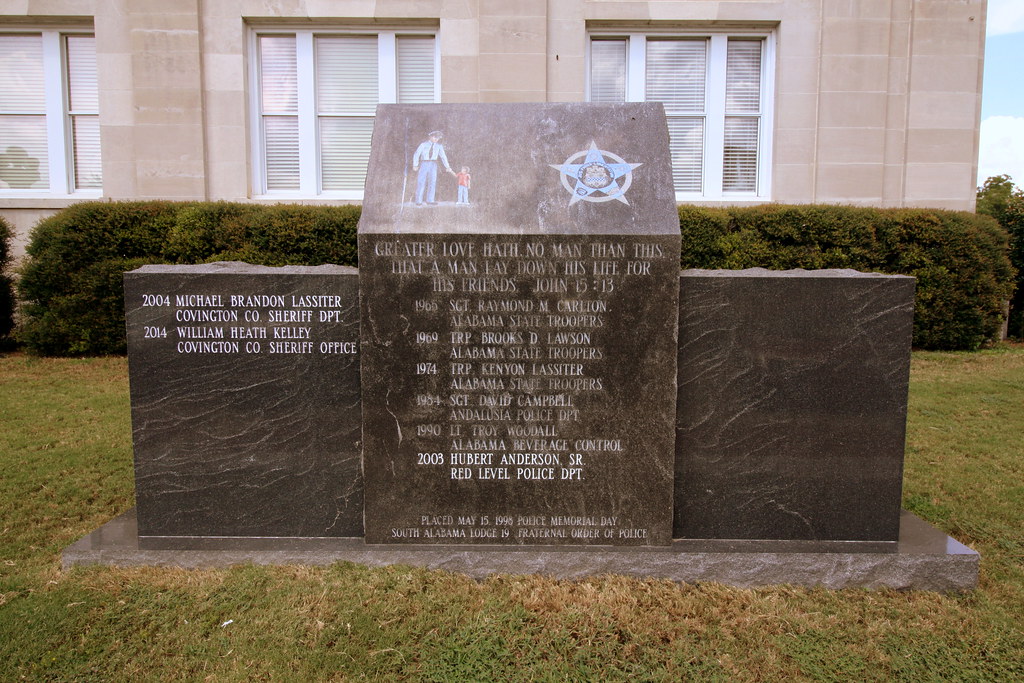 GREATER LOVE HATH NO MAN THAN THIS,
THAT A MAN LAY DOWN HIS LIFE FOR
HIS FRIENDS. JOHN 15:13
1965 SGT. RAYMOND M. CARLTON
ALABAMA STATE TROOPERS
1969 TRP. BROOKS D. LAWSON
ALABAMA STATE TROOPERS
1974 TRP. KENYON LASSITER
ALABAMA STATE TROOPERS
1984 SGT. DAVID CAMPBELL
ANDALUSIA POLICE DPT.
1990 LT. TROY WOODALL
ALABAMA BEVERAGE CONTROL
2003 HUBERT ANDERSON, SR.
RED LEVEL POLICE DPT.
PLACED MAY 15, 1998 POLICE MEMORIAL DAY
SOUTH ALABAMA LODGE 19 FRATERNAL ORDER OF POLICE
2004 MICHAEL BRANDON LASSITER
COVINGTON CO. SHERIFF DPT.
2014 WILLIAM HEATH KELLEY
COVINGTON CO. SHERIFF OFFICE